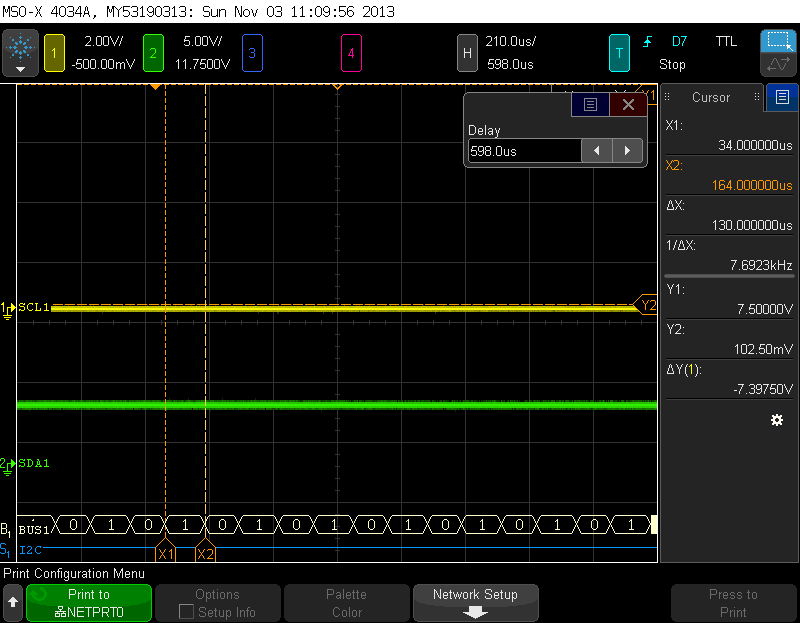 MSO-X 4034A, MY53190313: Sun Nov 03 11:09:56 2013
1 2.00V/ 2 5.00V/ 3 4 H 210.0us/ T D7 TTL
-500.00mV 11.7500V 598.0us Stop
Y1
Cursor
Delay
598.0us
X1:
34.000000us
X2:
164.000000us
ΔX:
130.000000us
1/ΔX:
7.6923kHz
Y1:
7.50000V
Y2:
102.50mV
ΔY(1):
-7.39750V
1 SCL1
Y2
2 SDA1
B1 BUS1 0 1 0 1 0 1 0 1 0 1 0 1 0 1 0 1
S1 I2C
X1 X2
Print Configuration Menu
Print to
NETPRT0
Options
Setup Info
Palette
Color
Network Setup
Press to
Print